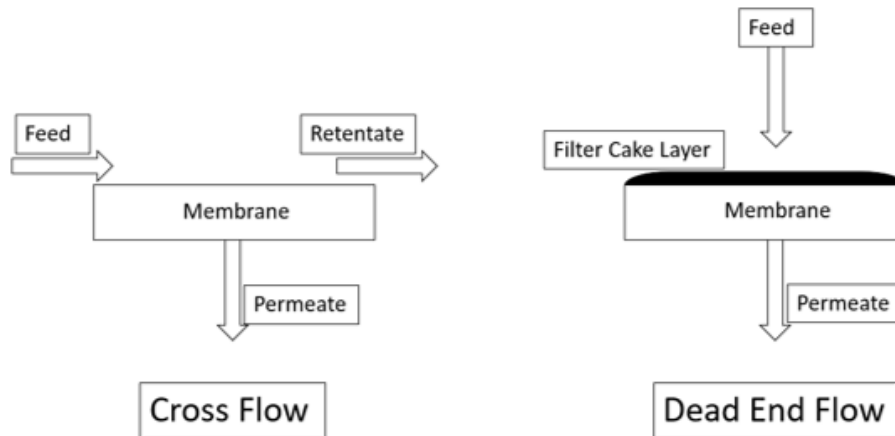 Feed
Retentate
Membrane
Permeate
Cross Flow
Feed
Filter Cake Layer
Membrane
Permeate
Dead End Flow